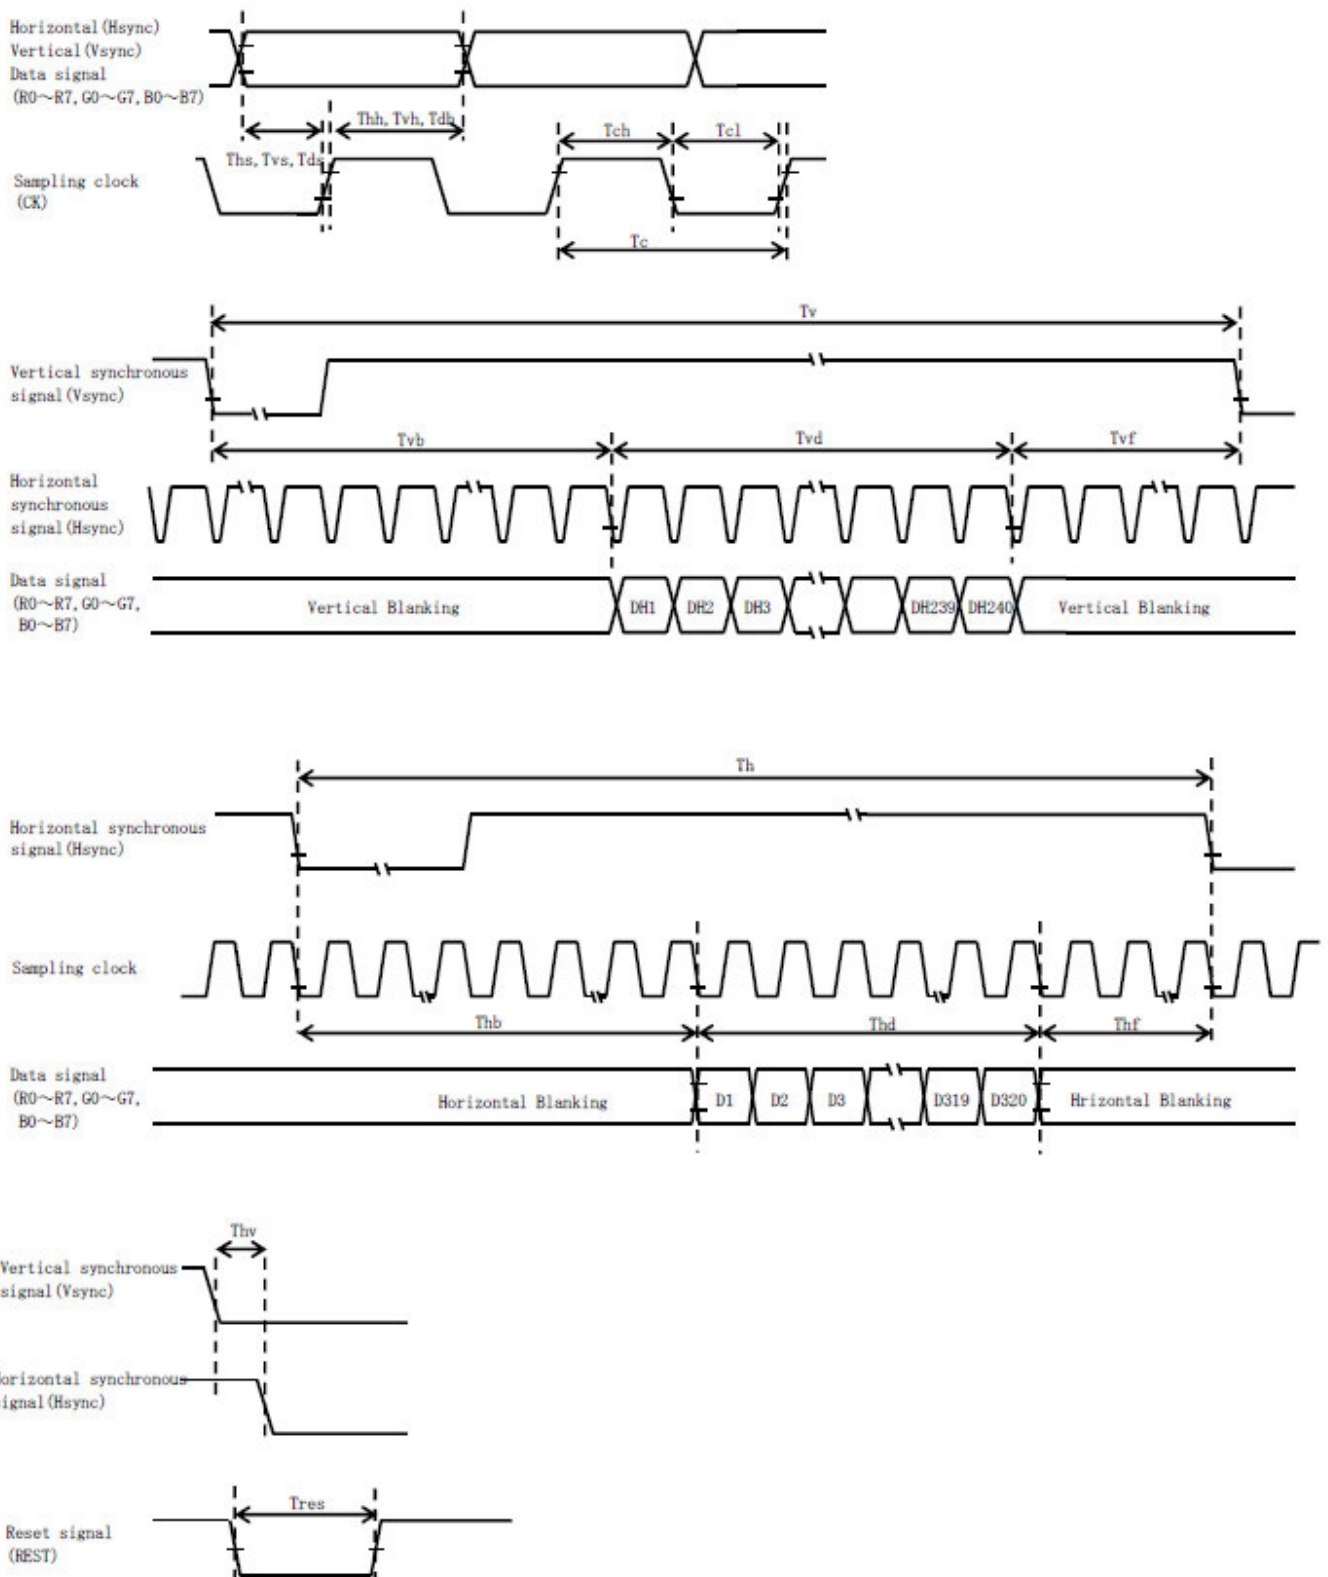 Horizontal(Hsync)
Vertical(Vsync)
Data signal
(R0～R7,G0～G7,B0～B7)
Thh,Tvh,Tdh
Tch
Tcl
Ths,Tvs,Tds
Sampling clock
(CK)
Tc
Tv
Vertical synchronous
signal(Vsync)
Tvb
Tvd
Tvf
Horizontal
synchronous
signal(Hsync)
Data signal
(R0～R7,G0～G7,
B0～B7)
Vertical Blanking
DH1
DH2
DH3
DH239
DH240
Vertical Blanking
Th
Horizontal synchronous
signal(Hsync)
Sampling clock
Thb
Thd
Thf
Data signal
(R0～R7,G0～G7,
B0～B7)
Horizontal Blanking
D1
D2
D3
D319
D320
Hrizontal Blanking
Thv
Vertical synchronous
signal(Vsync)
orizontal synchronous
ignal(Hsync)
Tres
Reset signal
(REST)